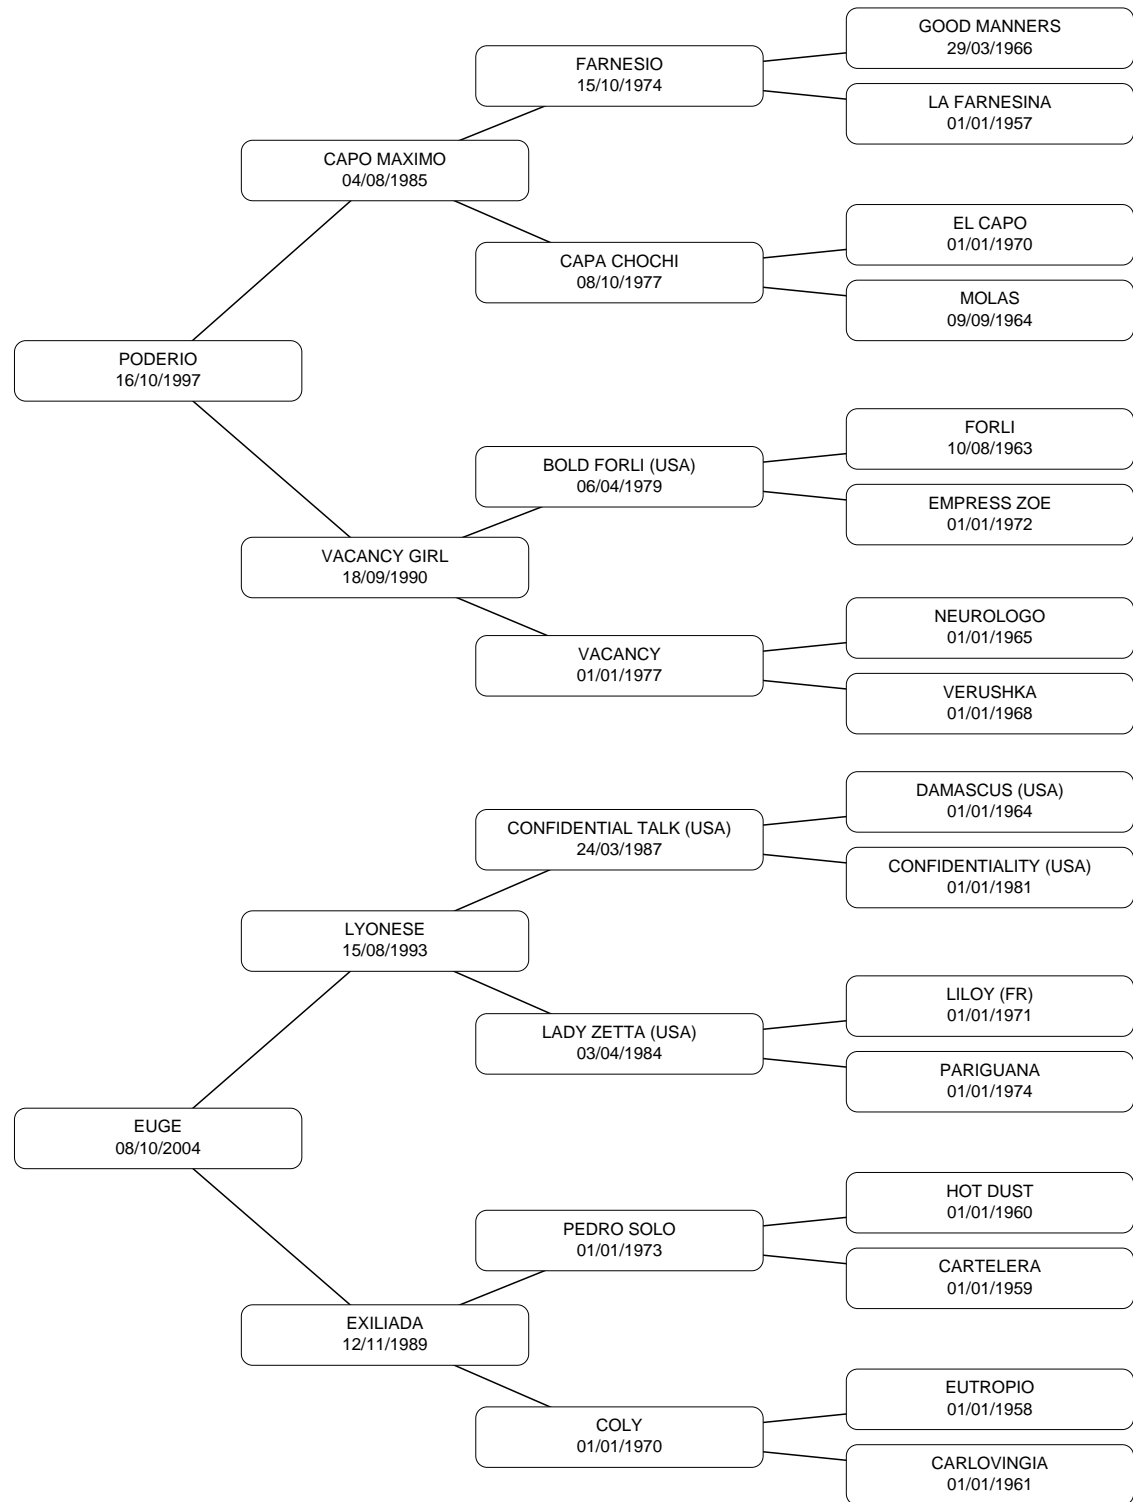 GOOD MANNERS
29/03/1966
FARNESIO
15/10/1974
LA FARNESINA
01/01/1957
CAPO MAXIMO
04/08/1985
EL CAPO
01/01/1970
CAPA CHOCHI
08/10/1977
MOLAS
09/09/1964
PODERIO
16/10/1997
FORLI
10/08/1963
BOLD FORLI (USA)
06/04/1979
EMPRESS ZOE
01/01/1972
VACANCY GIRL
18/09/1990
NEUROLOGO
01/01/1965
VACANCY
01/01/1977
VERUSHKA
01/01/1968
DAMASCUS (USA)
01/01/1964
CONFIDENTIAL TALK (USA)
24/03/1987
CONFIDENTIALITY (USA)
01/01/1981
LYONESE
15/08/1993
LILOY (FR)
01/01/1971
LADY ZETTA (USA)
03/04/1984
PARIGUANA
01/01/1974
EUGE
08/10/2004
HOT DUST
01/01/1960
PEDRO SOLO
01/01/1973
CARTELERA
01/01/1959
EXILIADA
12/11/1989
EUTROPIO
01/01/1958
COLY
01/01/1970
CARLOVINGIA
01/01/1961